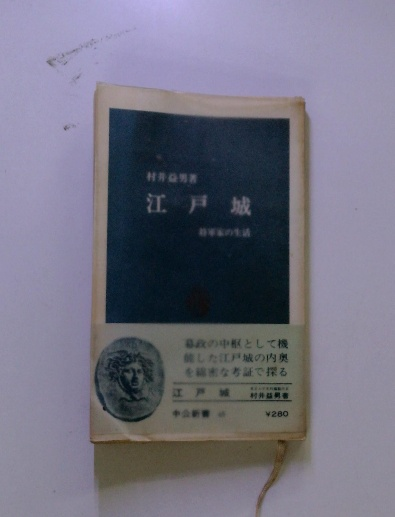 村井益男著
江戸城
将軍家の生活
幕政の中枢として機
能した江戸城の内奥
を緻密な考証で探る
江戸城
村井益男著
中公新書
¥280